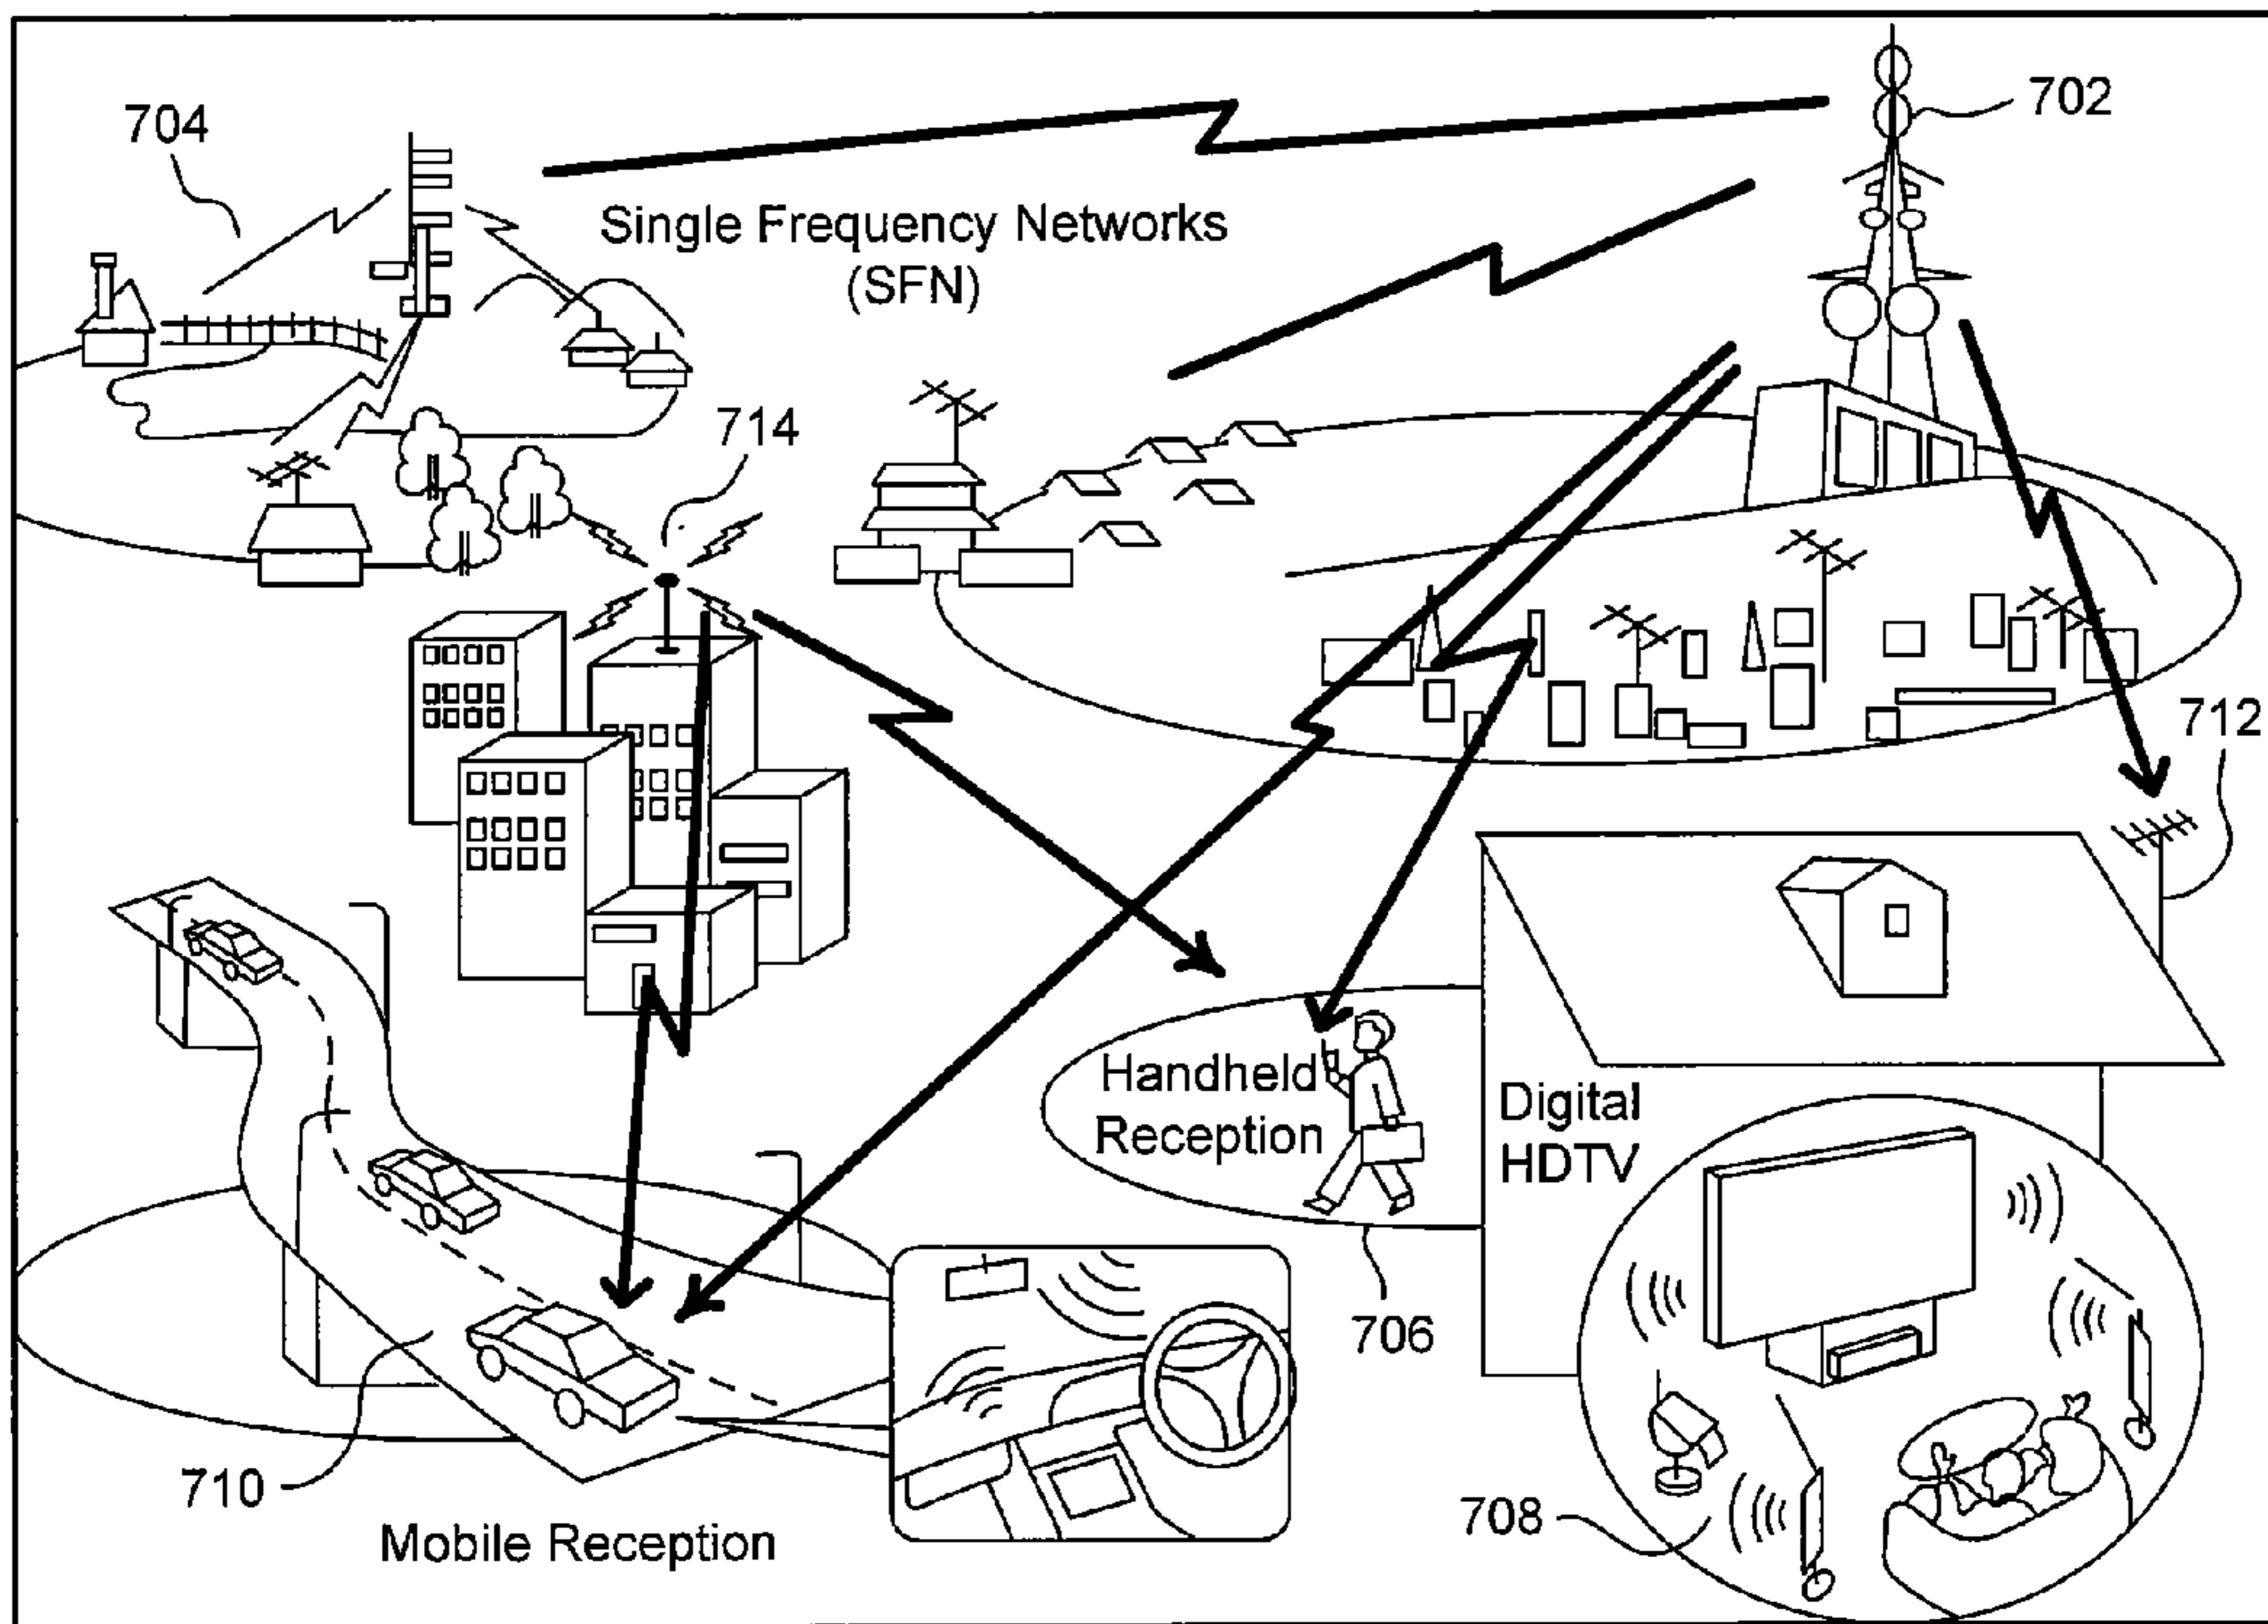 704
702
Single Frequency Networks
(SFN)
714
712
Handheld
Reception
Digital
HDTV
706
710
708
Mobile Reception